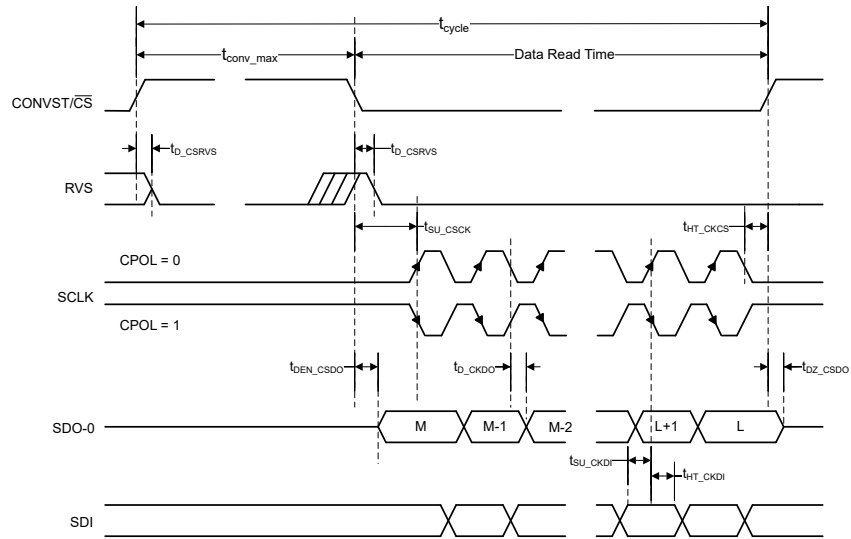 tcycle
tconv_max
Data Read Time
CONVST/CS
tD_CSRVS
tD_CSRVS
RVS
tSU_CSCK
tHT_CKCS
CPOL = 0
SCLK
CPOL = 1
tDEN_CSDO
tD_CKDO
tDZ_CSDO
SDO-0
M
M-1
M-2
L+1
L
tSU_CKDI
tHT_CKDI
SDI